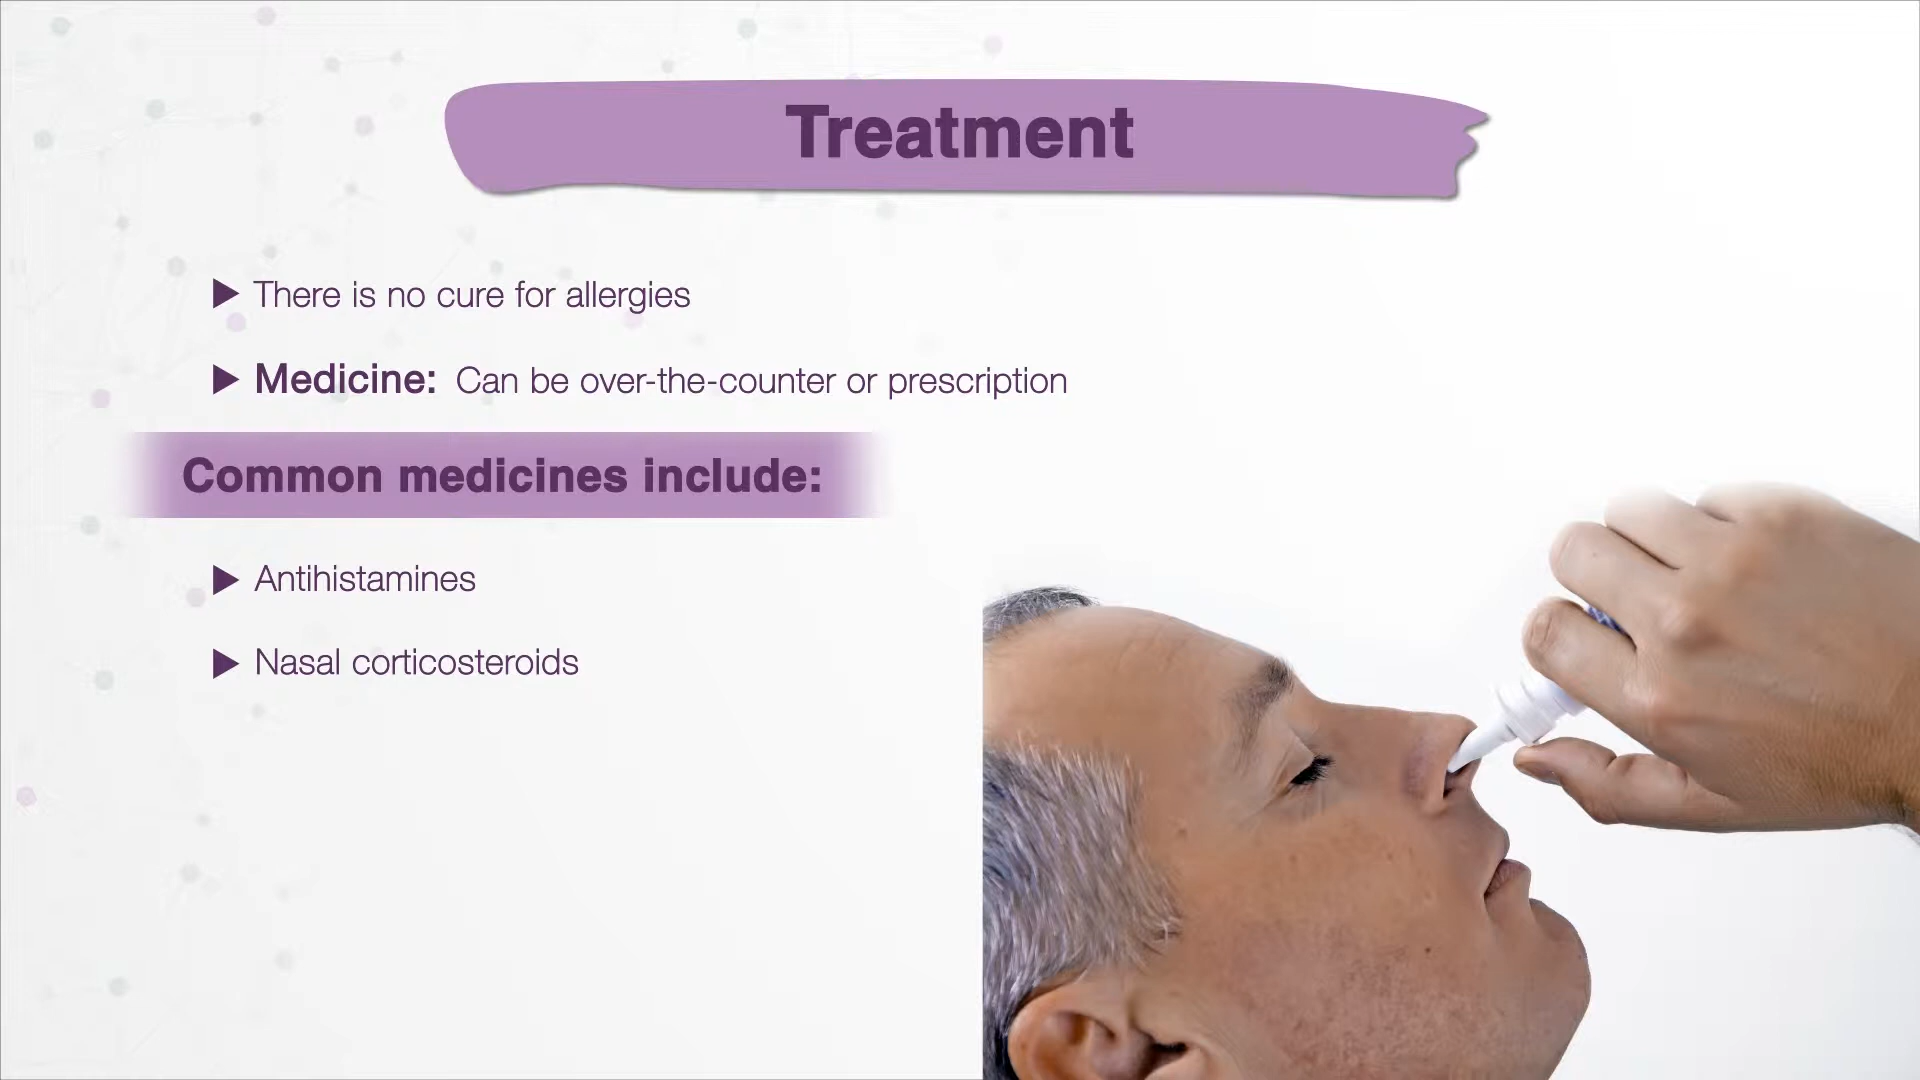 Treatment
▶ There is no cure for allergies
▶ Medicine: Can be over-the-counter or prescription
Common medicines include:
▶ Antihistamines
▶ Nasal corticosteroids